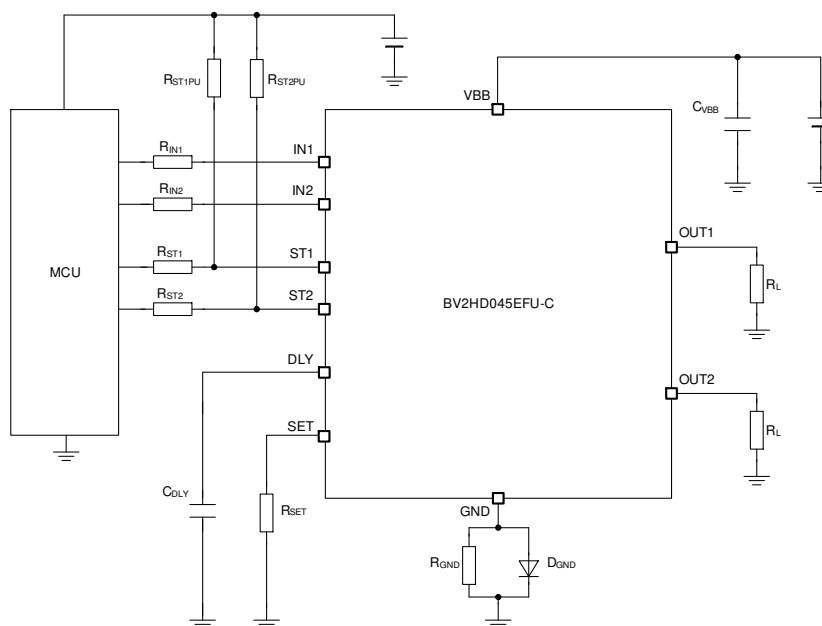 RST1PU
RST2PU
VBB
CVBB
RIN1
IN1
RIN2
IN2
OUT1
RST1
ST1
MCU
RL
RST2
ST2
BV2HD045EFU-C
DLY
OUT2
SET
RL
CDLY
RSET
GND
RGND
DGND